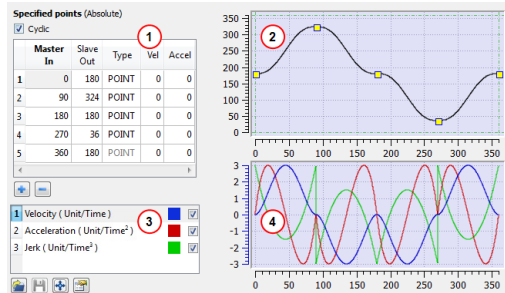 Specified points (Absolute)
Cyclic
1
Master In Slave Out Type Vel Accel
1 0 180 POINT 0 0
2 90 324 POINT 0 0
3 180 180 POINT 0 0
4 270 36 POINT 0 0
5 360 180 POINT 0 0
1 Velocity ( Unit/Time )
2 Acceleration ( Unit/Time² )
3 Jerk ( Unit/Time³ )
3
2
350
300
250
200
150
100
50
0
0 50 100 150 200 250 300 350
4
3
2
1
0
-1
-2
-3
0 50 100 150 200 250 300 350